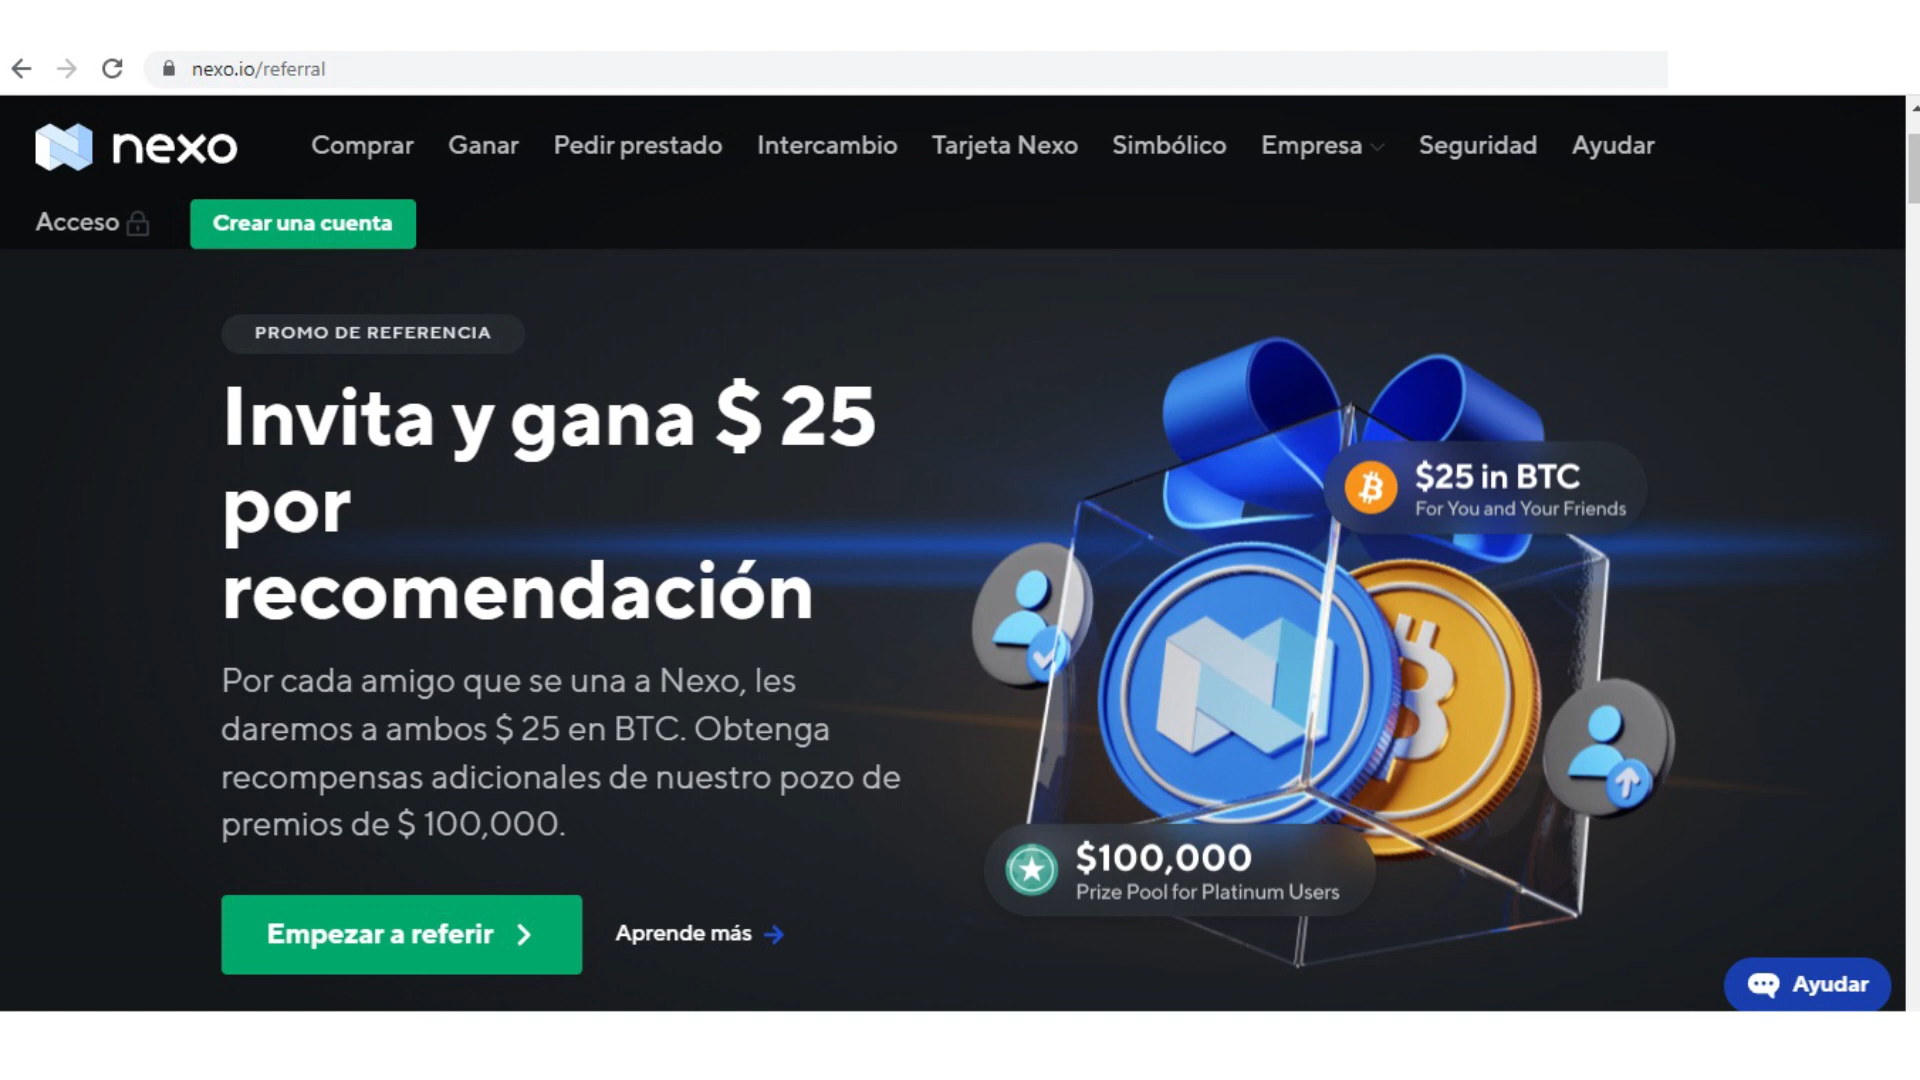 nexo.io/referral
nexo
Comprar Ganar Pedir prestado Intercambio Tarjeta Nexo Simbólico Empresa Seguridad Ayudar
Acceso Crear una cuenta
PROMO DE REFERENCIA
Invita y gana $ 25
por
recomendación
Por cada amigo que se una a Nexo, les
daremos a ambos $ 25 en BTC. Obtenga
recompensas adicionales de nuestro pozo de
premios de $ 100,000.
Empezar a referir
Aprende más
$25 in BTC
For You and Your Friends
$100,000
Prize Pool for Platinum Users
Ayudar